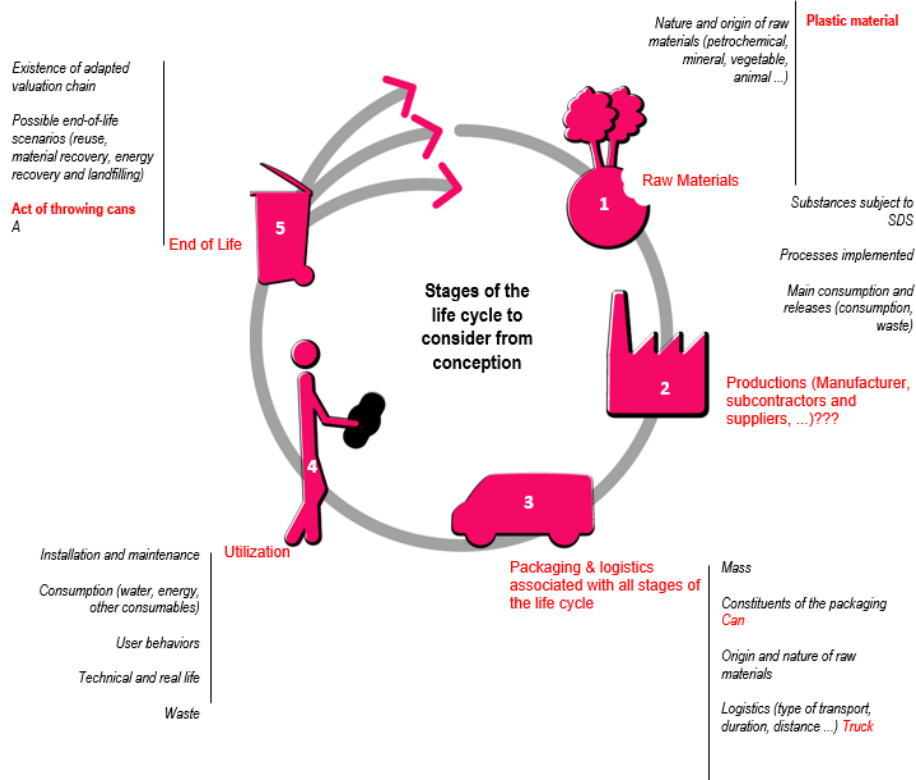 Nature and origin of raw
materials (petrochemical,
mineral, vegetable,
animal ...)
Plastic material
Existence of adapted
valuation chain
Possible end-of-life
scenarios (reuse,
material recovery, energy
recovery and landfilling)
Act of throwing cans
A
End of Life
5
1
Raw Materials
Substances subject to
SDS
Processes implemented
Main consumption and
releases (consumption,
waste)
Stages of the
life cycle to
consider from
conception
2
Productions (Manufacturer,
subcontractors and
suppliers, ...)???
4
3
Utilization
Installation and maintenance
Consumption (water, energy,
other consumables)
User behaviors
Technical and real life
Waste
Packaging & logistics
associated with all stages of
the life cycle
Mass
Constituents of the packaging
Can
Origin and nature of raw
materials
Logistics (type of transport,
duration, distance ...) Truck